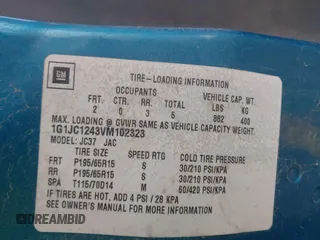 GM
TIRE-LOADING INFORMATION
OCCUPANTS VEHICLE CAP. WT.
FRT CTR RR TOTAL LBS KG
2 0 3 5 882 400
MAX. LOADING @ GVWR SAME AS VEHICLE CAPACITY WEIGHT
1G1JC1243VM102323
MODEL: JC37 JAC
TIRE SIZE SPEED RTG COLD TIRE PRESSURE
FRT P195/65R15 S 30/210 PSI/KPA
RR P195/65R15 S 30/210 PSI/KPA
SPA T115/70D14 M 60/420 PSI/KPA
IF TIRES ARE HOT, ADD 4 PSI / 28 KPA
SEE OWNER'S MANUAL FOR MORE INFORMATION